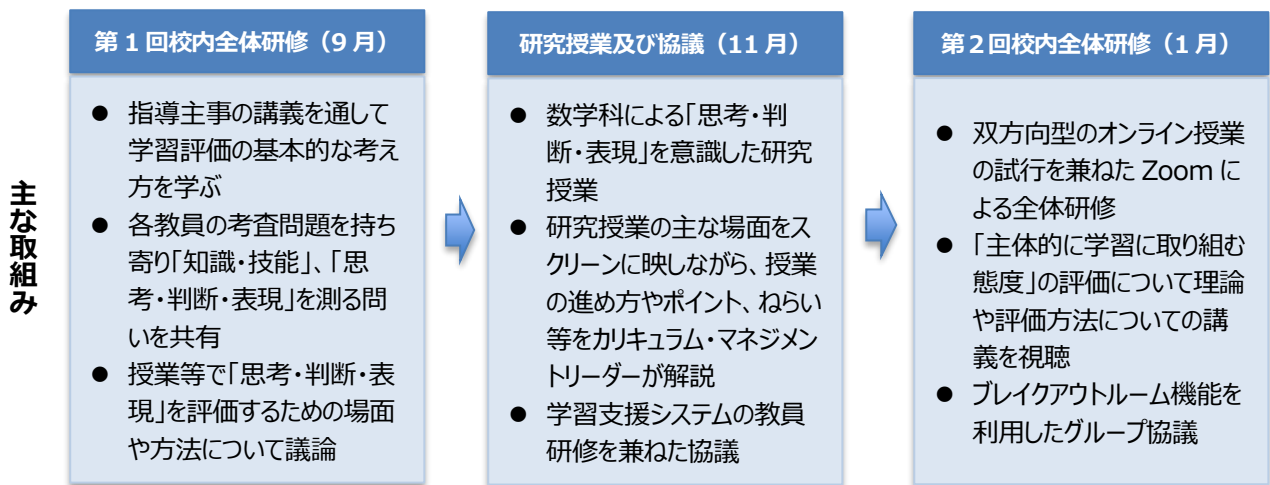 主な取組み
第1回校内全体研修（9月）
● 指導主事の講義を通して
学習評価の基本的な考え
方を学ぶ
● 各教員の考査問題を持ち
寄り「知識・技能」、「思
考・判断・表現」を測る問
いを共有
● 授業等で「思考・判断・表
現」を評価するための場面
や方法について議論
研究授業及び協議（11月）
● 数学科による「思考・判
断・表現」を意識した研究
授業
● 研究授業の主な場面をス
クリーンに映しながら、授業
の進め方やポイント、ねらい
等をカリキュラム・マネジメン
トリーダーが解説
● 学習支援システムの教員
研修を兼ねた協議
第2回校内全体研修（1月）
● 双方向型のオンライン授業
の試行を兼ねた Zoom に
よる全体研修
● 「主体的に学習に取り組む
態度」の評価について理論
や評価方法についての講
義を視聴
● ブレイクアウトルーム機能を
利用したグループ協議